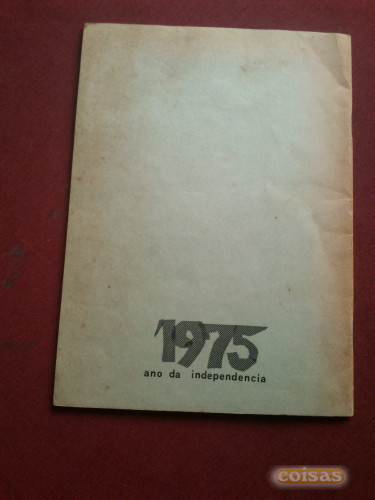 1975
ano da independencia
coisas